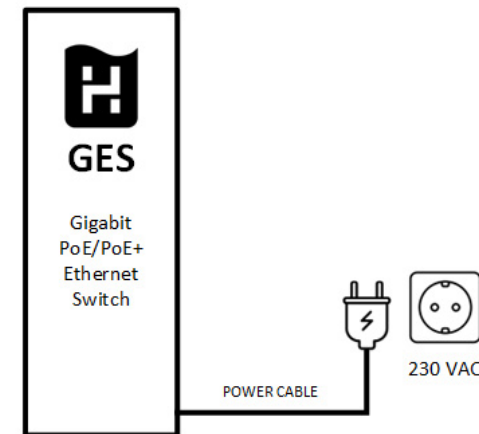 GES
Gigabit
PoE/PoE+
Ethernet
Switch
POWER CABLE
230 VAC